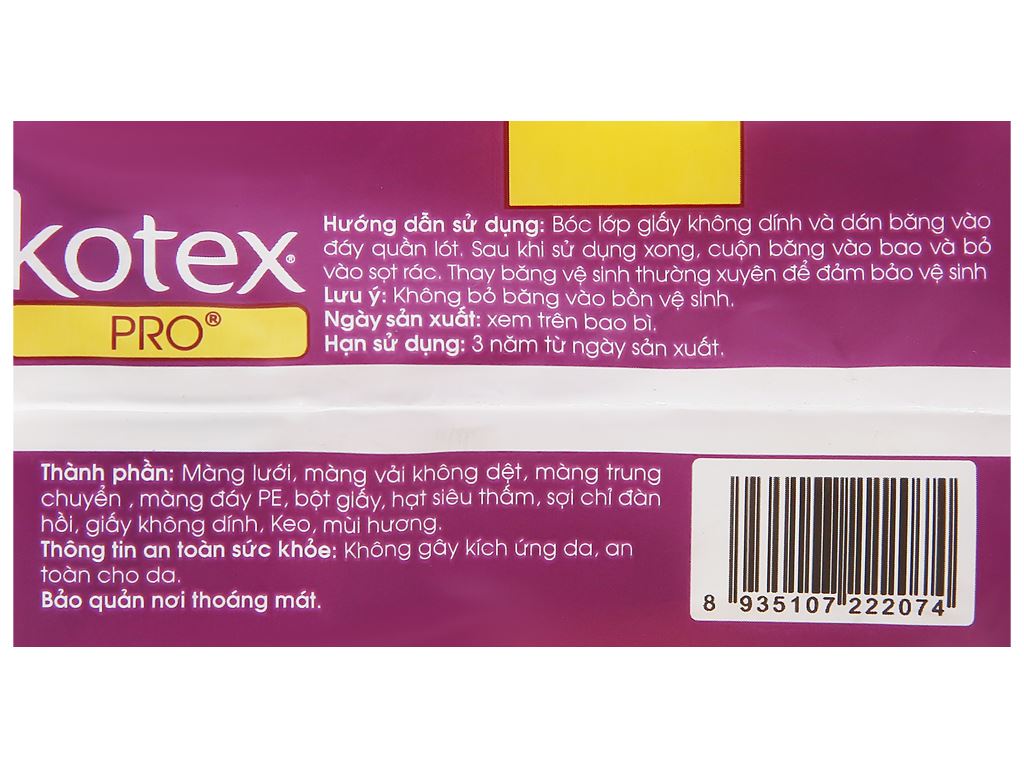 kotex®
PRO®
Hướng dẫn sử dụng: Bóc lớp giấy không dính và dán băng vào
đáy quần lót. Sau khi sử dụng xong, cuộn băng vào bao và bỏ
vào sọt rác. Thay băng vệ sinh thường xuyên để đảm bảo vệ sinh
Lưu ý: Không bỏ băng vào bồn vệ sinh.
Ngày sản xuất: xem trên bao bì.
Hạn sử dụng: 3 năm từ ngày sản xuất.
Thành phần: Màng lưới, màng vải không dệt, màng trung
chuyển , màng đáy PE, bột giấy, hạt siêu thấm, sợi chỉ đàn
hồi, giấy không dính, Keo, mùi hương.
Thông tin an toàn sức khỏe: Không gây kích ứng da, an
toàn cho da.
Bảo quản nơi thoáng mát.
8 935107 222074